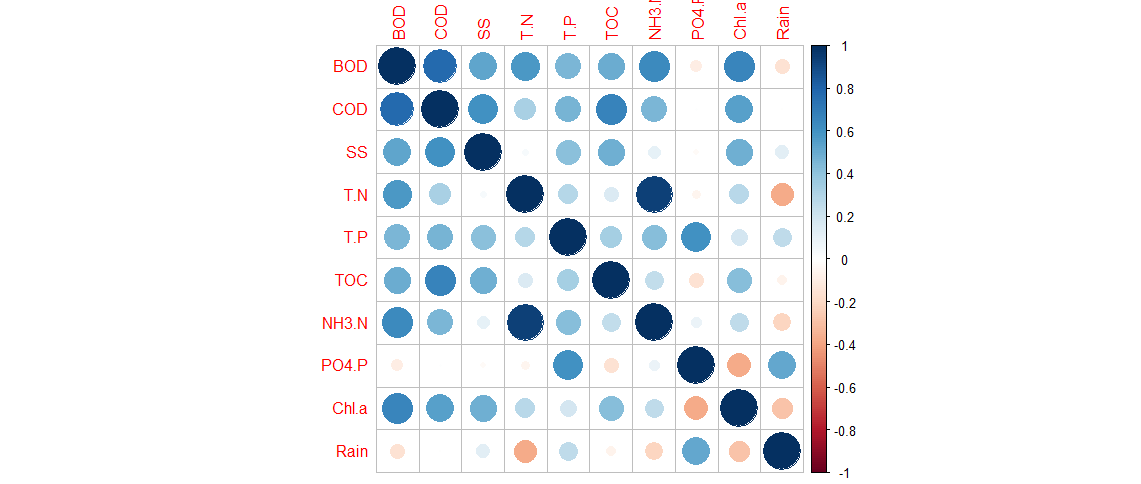 BOD
COD
SS
T.N
T.P
TOC
NH3.N
PO4.P
Chl.a
Rain
BOD
COD
SS
T.N
T.P
TOC
NH3.N
PO4.P
Chl.a
Rain
1
0.8
0.6
0.4
0.2
0
-0.2
-0.4
-0.6
-0.8
-1